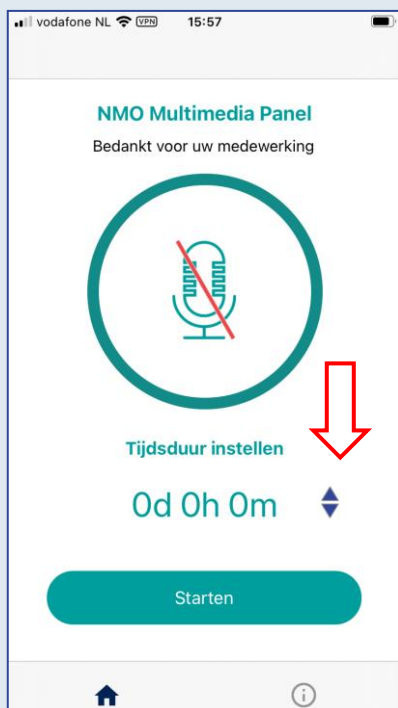 vodafone NL VPN 15:57
NMO Multimedia Panel
Bedankt voor uw medewerking
Tijdsduur instellen
0d 0h 0m
Starten